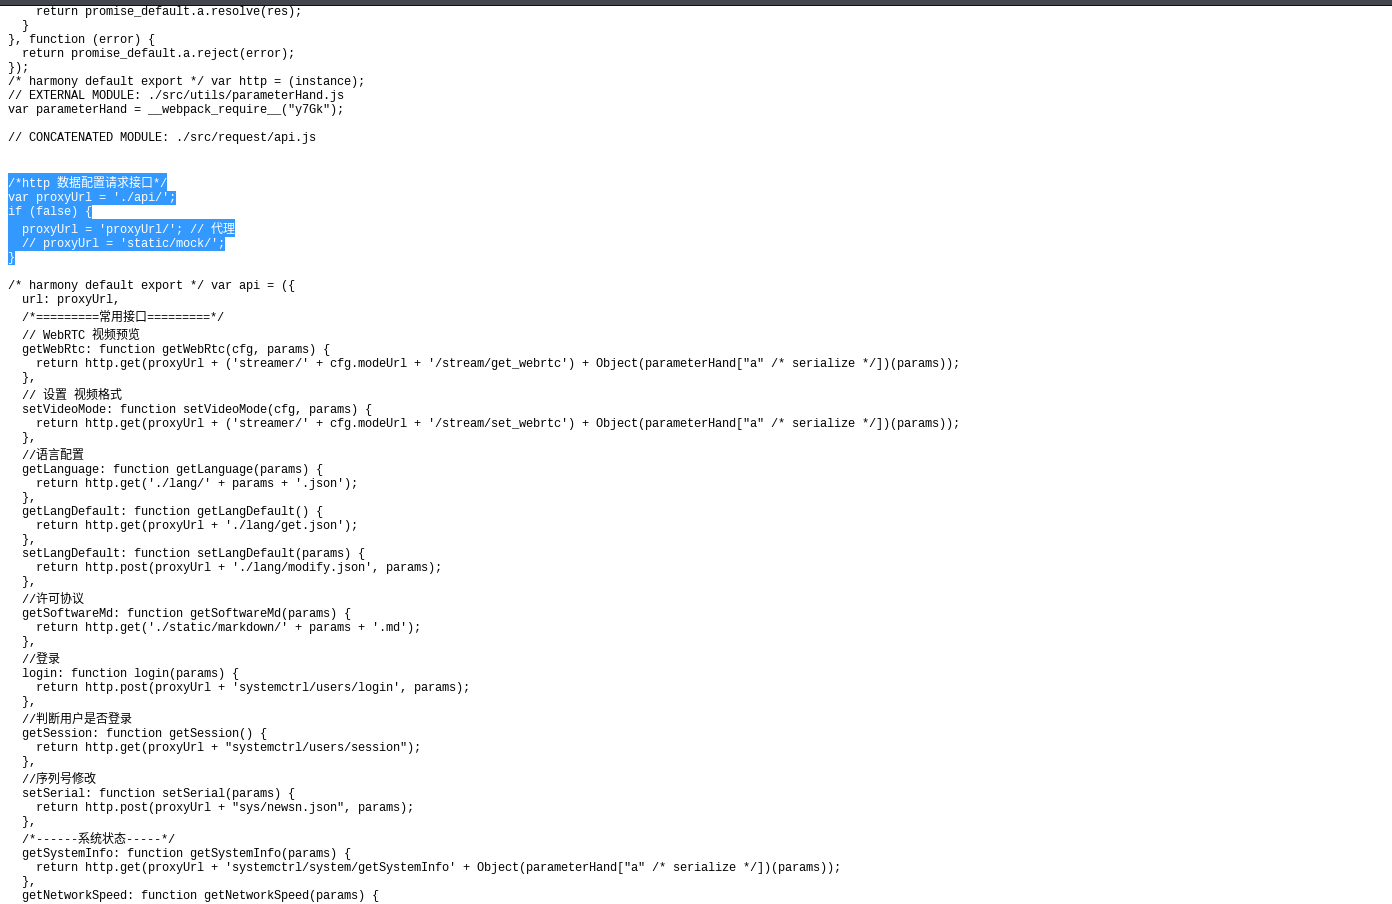 return promise_default.a.resolve(res);
  }
}, function (error) {
  return promise_default.a.reject(error);
});
/* harmony default export */ var http = (instance);
// EXTERNAL MODULE: ./src/utils/parameterHand.js
var parameterHand = __webpack_require__("y7Gk");

// CONCATENATED MODULE: ./src/request/api.js


/*http 数据配置请求接口*/
var proxyUrl = './api/';
if (false) {
  proxyUrl = 'proxyUrl/'; // 代理
  // proxyUrl = 'static/mock/';
}

/* harmony default export */ var api = ({
  url: proxyUrl,
  /*=========常用接口=========*/
  // WebRTC 视频预览
  getWebRtc: function getWebRtc(cfg, params) {
    return http.get(proxyUrl + ('streamer/' + cfg.modeUrl + '/stream/get_webrtc') + Object(parameterHand["a" /* serialize */])(params));
  },
  // 设置 视频格式
  setVideoMode: function setVideoMode(cfg, params) {
    return http.get(proxyUrl + ('streamer/' + cfg.modeUrl + '/stream/set_webrtc') + Object(parameterHand["a" /* serialize */])(params));
  },
  //语言配置
  getLanguage: function getLanguage(params) {
    return http.get('./lang/' + params + '.json');
  },
  getLangDefault: function getLangDefault() {
    return http.get(proxyUrl + './lang/get.json');
  },
  setLangDefault: function setLangDefault(params) {
    return http.post(proxyUrl + './lang/modify.json', params);
  },
  //许可协议
  getSoftwareMd: function getSoftwareMd(params) {
    return http.get('./static/markdown/' + params + '.md');
  },
  //登录
  login: function login(params) {
    return http.post(proxyUrl + 'systemctrl/users/login', params);
  },
  //判断用户是否登录
  getSession: function getSession() {
    return http.get(proxyUrl + "systemctrl/users/session");
  },
  //序列号修改
  setSerial: function setSerial(params) {
    return http.post(proxyUrl + "sys/newsn.json", params);
  },
  /*------系统状态-----*/
  getSystemInfo: function getSystemInfo(params) {
    return http.get(proxyUrl + 'systemctrl/system/getSystemInfo' + Object(parameterHand["a" /* serialize */])(params));
  },
  getNetworkSpeed: function getNetworkSpeed(params) {